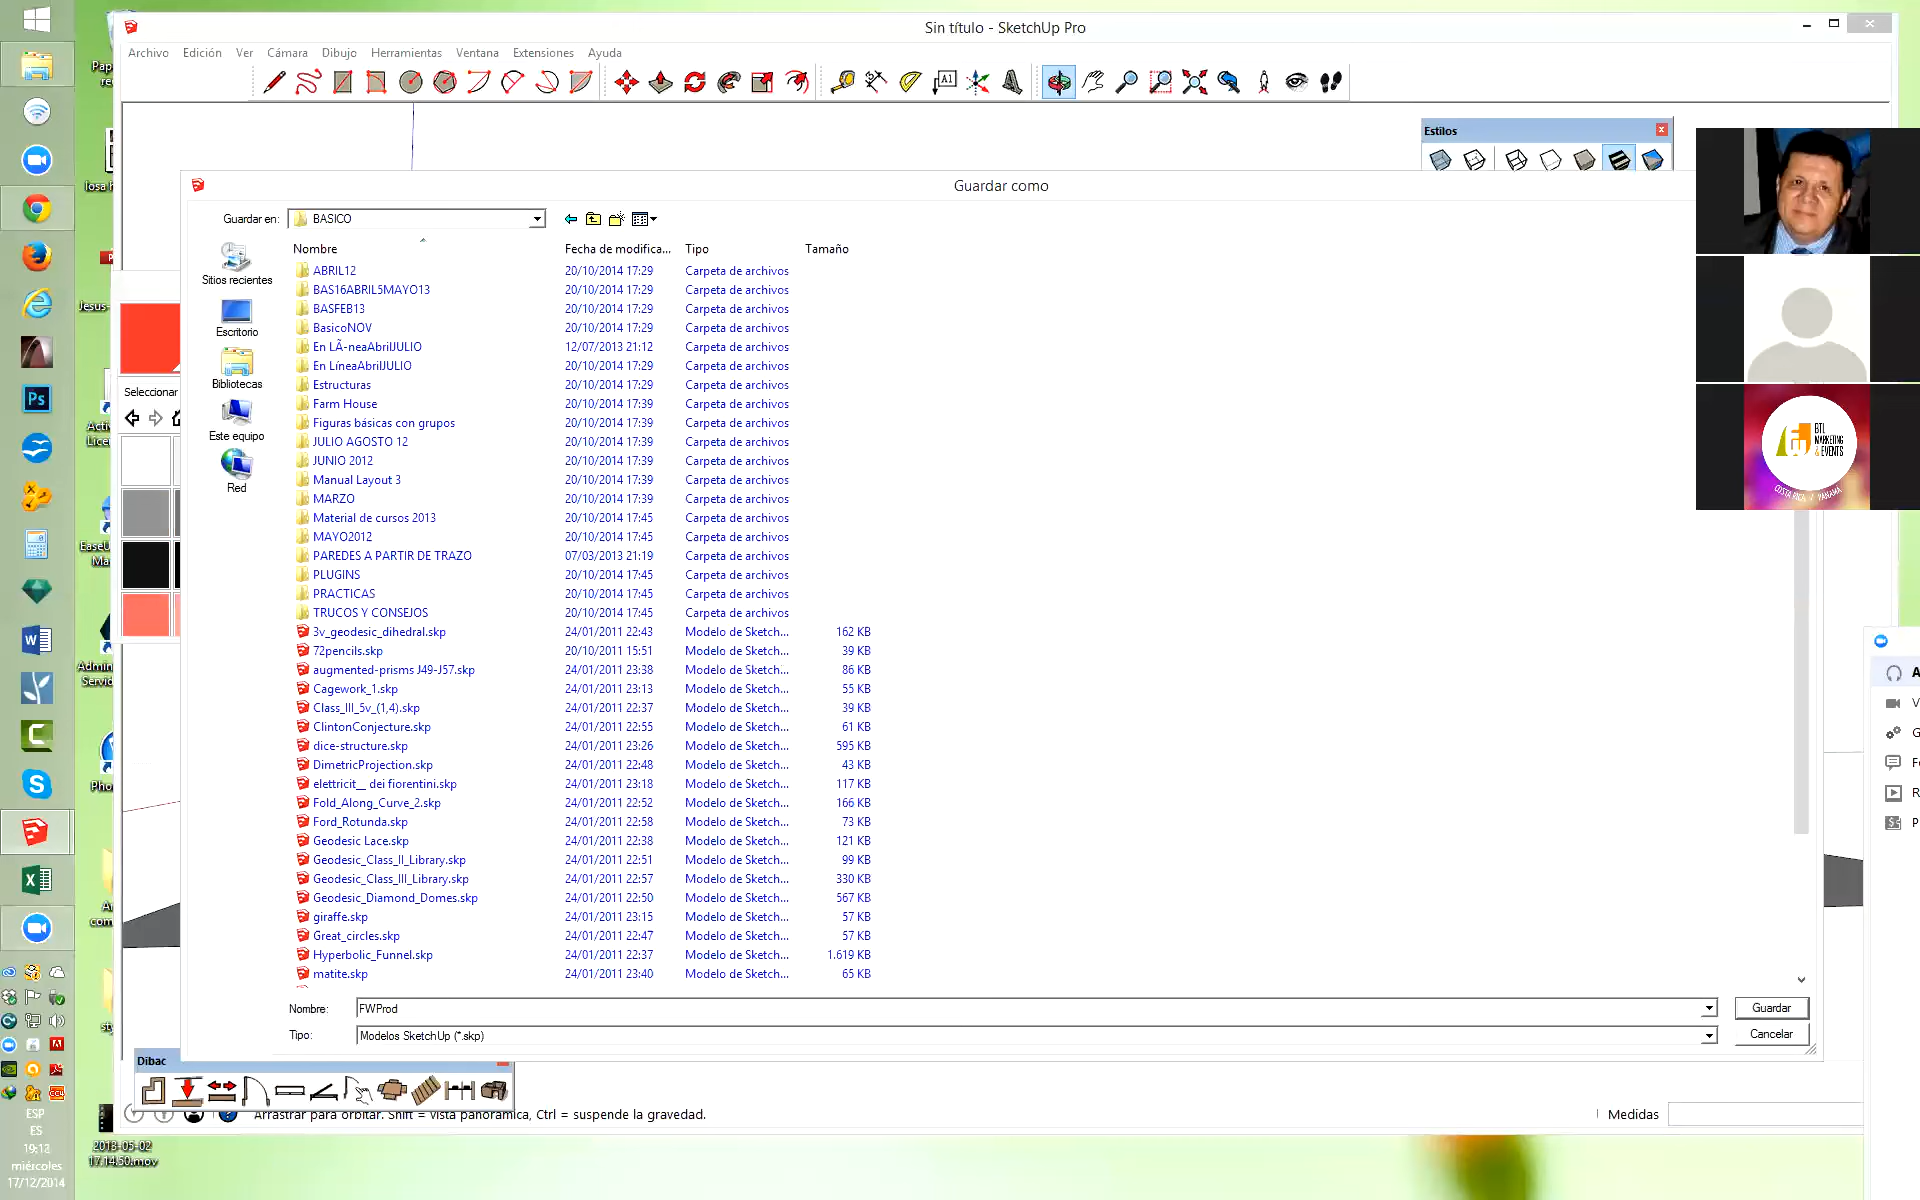 Sin título - SketchUp Pro
Archivo Edición Ver Cámara Dibujo Herramientas Ventana Extensiones Ayuda
A1
Estilos
Guardar como
Guardar en: BASICO
Nombre Fecha de modifica... Tipo Tamaño
ABRIL12 20/10/2014 17:29 Carpeta de archivos
BAS16ABRIL5MAYO13 20/10/2014 17:29 Carpeta de archivos
BASFEB13 20/10/2014 17:29 Carpeta de archivos
BasicoNOV 20/10/2014 17:29 Carpeta de archivos
En LÃ-neaAbrilJULIO 12/07/2013 21:12 Carpeta de archivos
En LíneaAbrilJULIO 20/10/2014 17:29 Carpeta de archivos
Estructuras 20/10/2014 17:29 Carpeta de archivos
Farm House 20/10/2014 17:39 Carpeta de archivos
Figuras básicas con grupos 20/10/2014 17:39 Carpeta de archivos
JULIO AGOSTO 12 20/10/2014 17:39 Carpeta de archivos
JUNIO 2012 20/10/2014 17:39 Carpeta de archivos
Manual Layout 3 20/10/2014 17:39 Carpeta de archivos
MARZO 20/10/2014 17:39 Carpeta de archivos
Material de cursos 2013 20/10/2014 17:45 Carpeta de archivos
MAYO2012 20/10/2014 17:45 Carpeta de archivos
PAREDES A PARTIR DE TRAZO 07/03/2013 21:19 Carpeta de archivos
PLUGINS 20/10/2014 17:45 Carpeta de archivos
PRACTICAS 20/10/2014 17:45 Carpeta de archivos
TRUCOS Y CONSEJOS 20/10/2014 17:45 Carpeta de archivos
3v_geodesic_dihedral.skp 24/01/2011 22:43 Modelo de Sketch... 162 KB
72pencils.skp 20/10/2011 15:51 Modelo de Sketch... 39 KB
augmented-prisms J49-J57.skp 24/01/2011 23:38 Modelo de Sketch... 86 KB
Cagework_1.skp 24/01/2011 23:13 Modelo de Sketch... 55 KB
Class_III_5v_(1,4).skp 24/01/2011 22:37 Modelo de Sketch... 39 KB
ClintonConjecture.skp 24/01/2011 22:55 Modelo de Sketch... 61 KB
dice-structure.skp 24/01/2011 23:26 Modelo de Sketch... 595 KB
DimetricProjection.skp 24/01/2011 22:48 Modelo de Sketch... 43 KB
elettricit__ dei fiorentini.skp 24/01/2011 23:18 Modelo de Sketch... 117 KB
Fold_Along_Curve_2.skp 24/01/2011 22:52 Modelo de Sketch... 166 KB
Ford_Rotunda.skp 24/01/2011 22:58 Modelo de Sketch... 73 KB
Geodesic Lace.skp 24/01/2011 22:38 Modelo de Sketch... 121 KB
Geodesic_Class_II_Library.skp 24/01/2011 22:51 Modelo de Sketch... 99 KB
Geodesic_Class_III_Library.skp 24/01/2011 22:57 Modelo de Sketch... 330 KB
Geodesic_Diamond_Domes.skp 24/01/2011 22:50 Modelo de Sketch... 567 KB
giraffe.skp 24/01/2011 23:15 Modelo de Sketch... 57 KB
Great_circles.skp 24/01/2011 22:47 Modelo de Sketch... 57 KB
Hyperbolic_Funnel.skp 24/01/2011 22:37 Modelo de Sketch... 1.619 KB
matite.skp 24/01/2011 23:40 Modelo de Sketch... 65 KB
Sitios recientes
Escritorio
Bibliotecas
Este equipo
Red
Nombre: FWProd Guardar
Tipo: Modelos SketchUp (*.skp) Cancelar
Seleccionar
Dibac
Arrastrar para orbitar. Shift = vista panorámica, Ctrl = suspende la gravedad.
Medidas
BTL
MARKETING
& EVENTS
COSTA RICA / PANAMÁ
Ps
ESP
ES
miércoles
17/12/2014
2018-05-02
17.14.50.mov